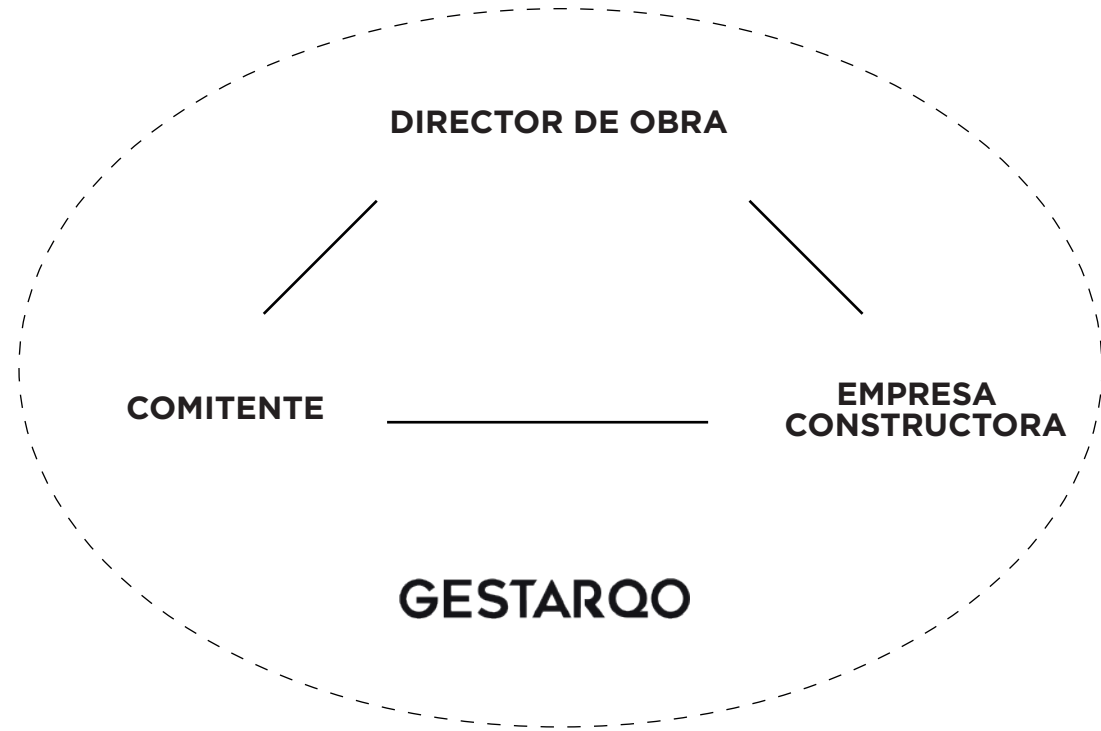 DIRECTOR DE OBRA
COMITENTE
EMPRESA
CONSTRUCTORA
GESTARQO